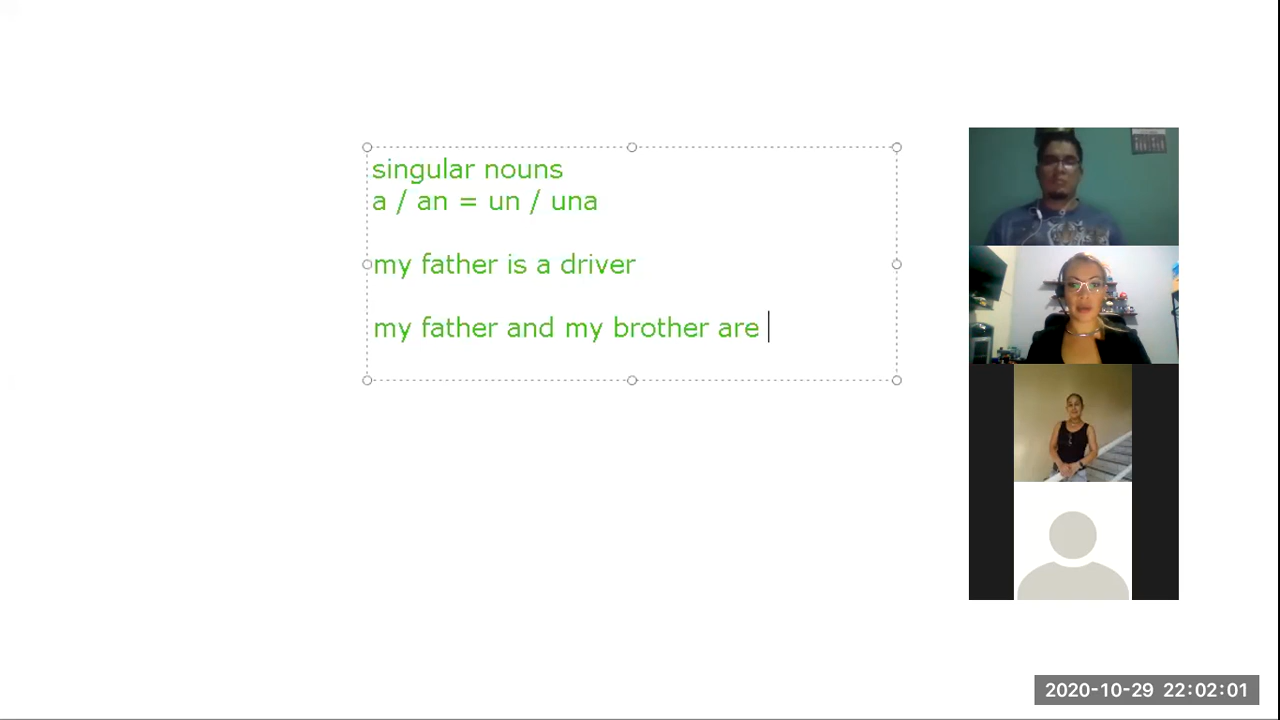 singular nouns
a / an = un / una
my father is a driver
my father and my brother are
2020-10-29 22:02:01